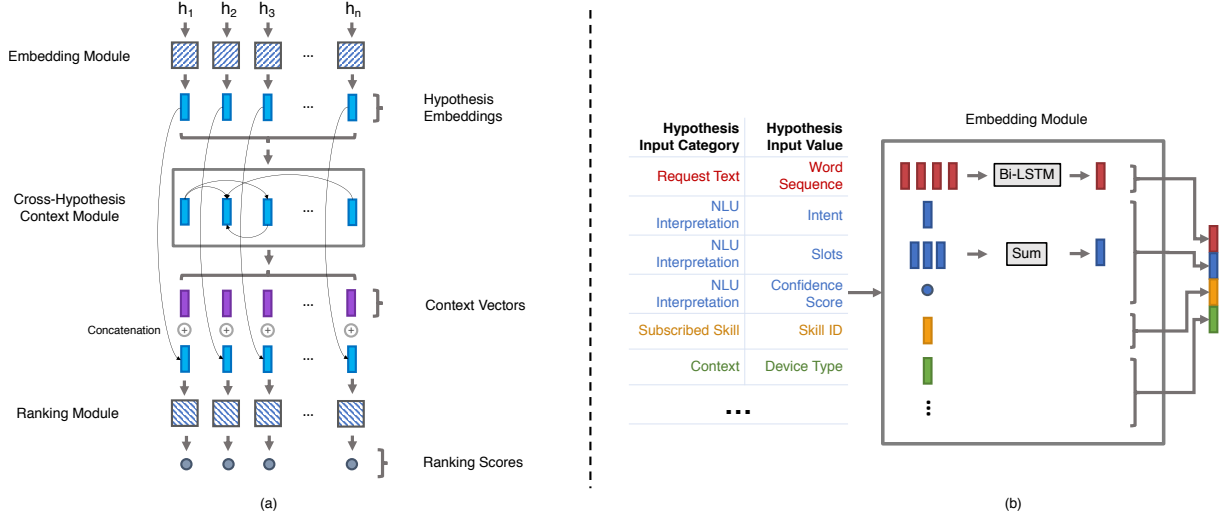 h1 h2 h3 hn
Embedding Module
...
...
Hypothesis
Embeddings
Cross-Hypothesis
Context Module
...
...
Context Vectors
Concatenation
+ + + +
...
Ranking Module
...
Ranking Scores
(a)
Hypothesis
Input Category
Hypothesis
Input Value
Request Text
Word
Sequence
NLU
Interpretation
Intent
NLU
Interpretation
Slots
NLU
Interpretation
Confidence
Score
Subscribed Skill
Skill ID
Context
Device Type
...
Embedding Module
Bi-LSTM
Sum
(b)